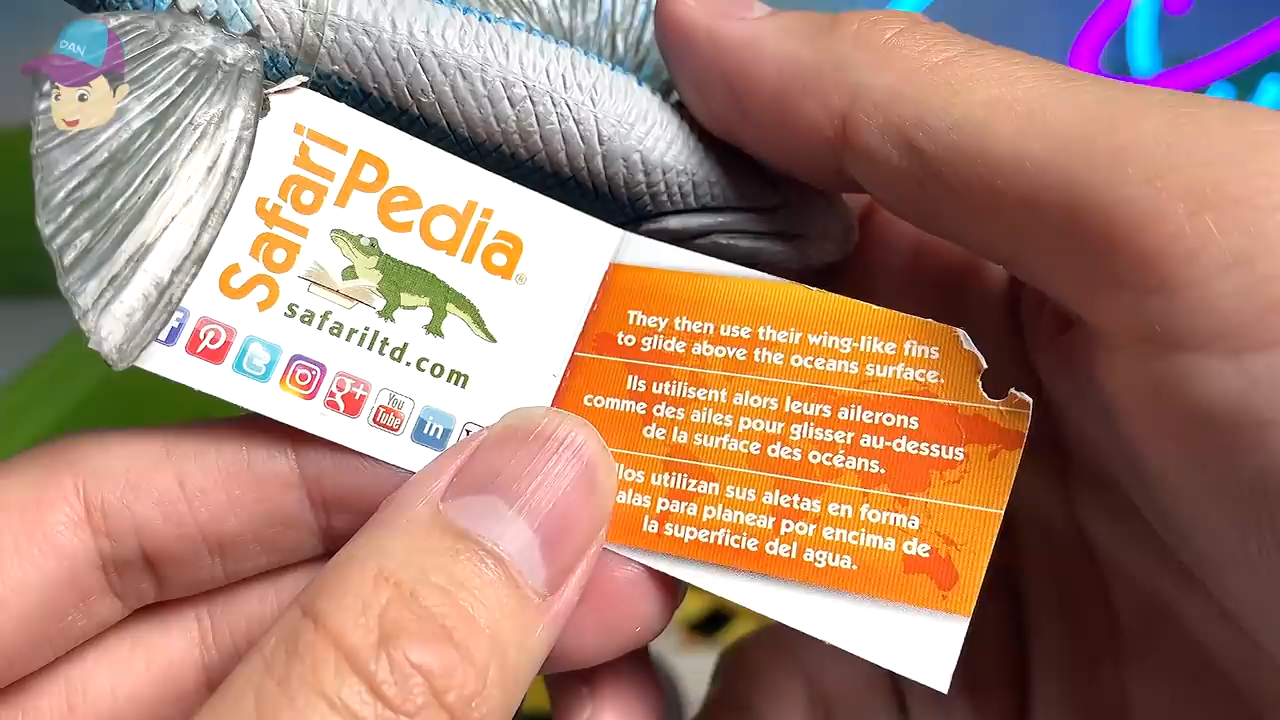 DAN
Safari
Pedia®
safariltd.com
You
Tube
in
They then use their wing-like fins
to glide above the oceans surface.
Ils utilisent alors leurs ailerons
comme des ailes pour glisser au-dessus
de la surface des océans.
utilizan sus aletas en forma
alas para planear por encima de
la superficie del agua.